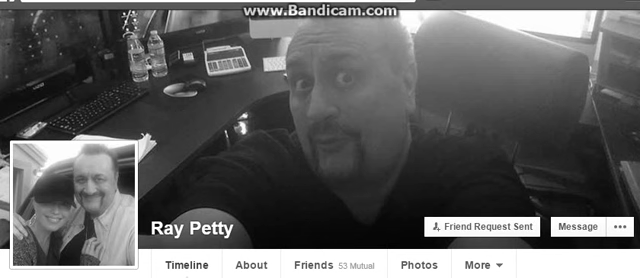 www.Bandicam.com
Ray Petty
Friend Request Sent
Message
Timeline
About
Friends 53 Mutual
Photos
More